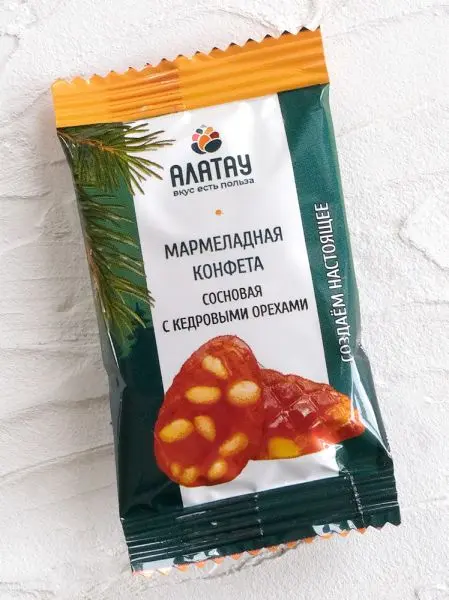 АЛАТАУ
вкус есть польза
МАРМЕЛАДНАЯ
КОНФЕТА
СОСНОВАЯ
С КЕДРОВЫМИ ОРЕХАМИ
СОЗДАЁМ НАСТОЯЩЕЕ